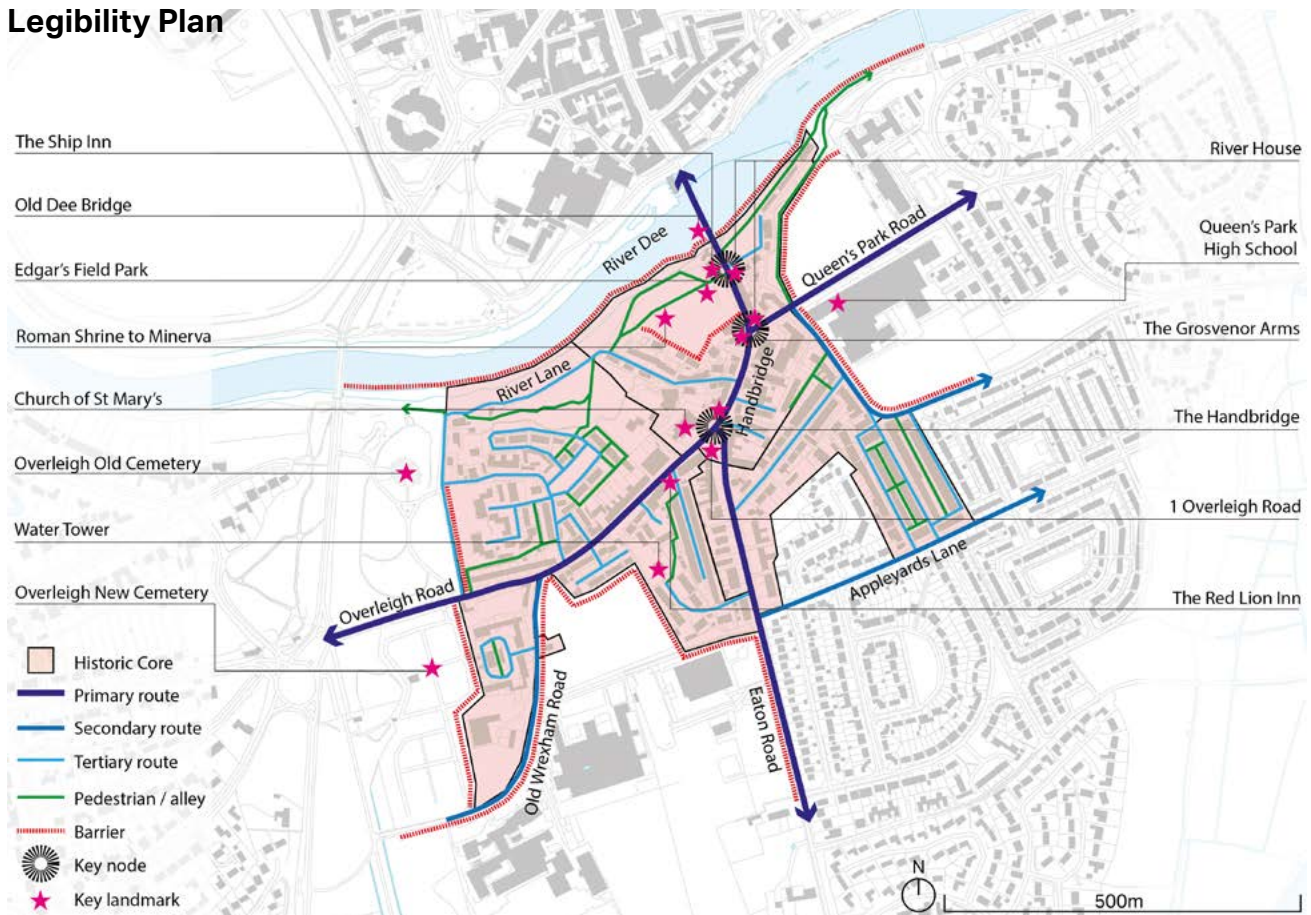 Legibility Plan
The Ship Inn
Old Dee Bridge
Edgar's Field Park
Roman Shrine to Minerva
Church of St Mary's
Overleigh Old Cemetery
Water Tower
Overleigh New Cemetery
Historic Core
Primary route
Secondary route
Tertiary route
Pedestrian / alley
Barrier
Key node
Key landmark
River Dee
River Lane
Queen's Park Road
Handbridge
Overleigh Road
Old Wrexham Road
Eaton Road
Appleyards Lane
River House
Queen's Park
High School
The Grosvenor Arms
The Handbridge
1 Overleigh Road
The Red Lion Inn
N
500m